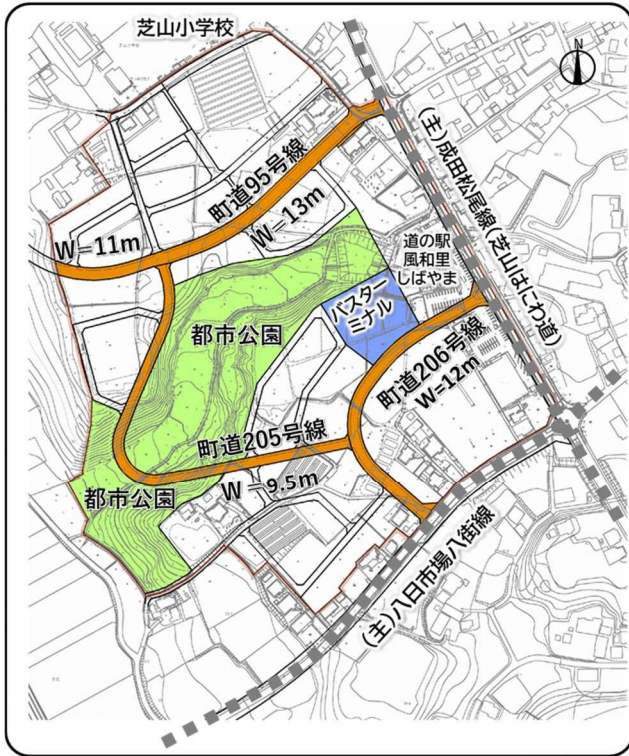 芝山小学校
N
(主)成田松尾線(芝山はにわ道)
町道95号線
W=13m
W=11m
道の駅
風和里
しばやま
バスター
ミナル
都市公園
町道206号線
W=12m
町道205号線
W=9.5m
都市公園
(主)八日市場八街線